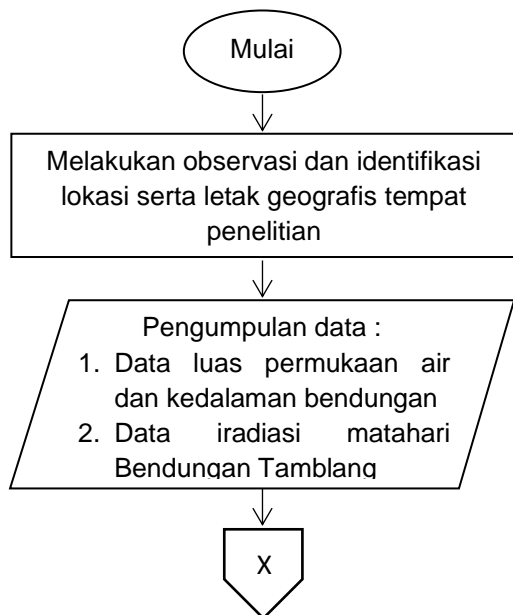 Mulai
Melakukan observasi dan identifikasi
lokasi serta letak geografis tempat
penelitian
Pengumpulan data :
1. Data luas permukaan air
dan kedalaman bendungan
2. Data iradiasi matahari
Bendungan Tamblang
X